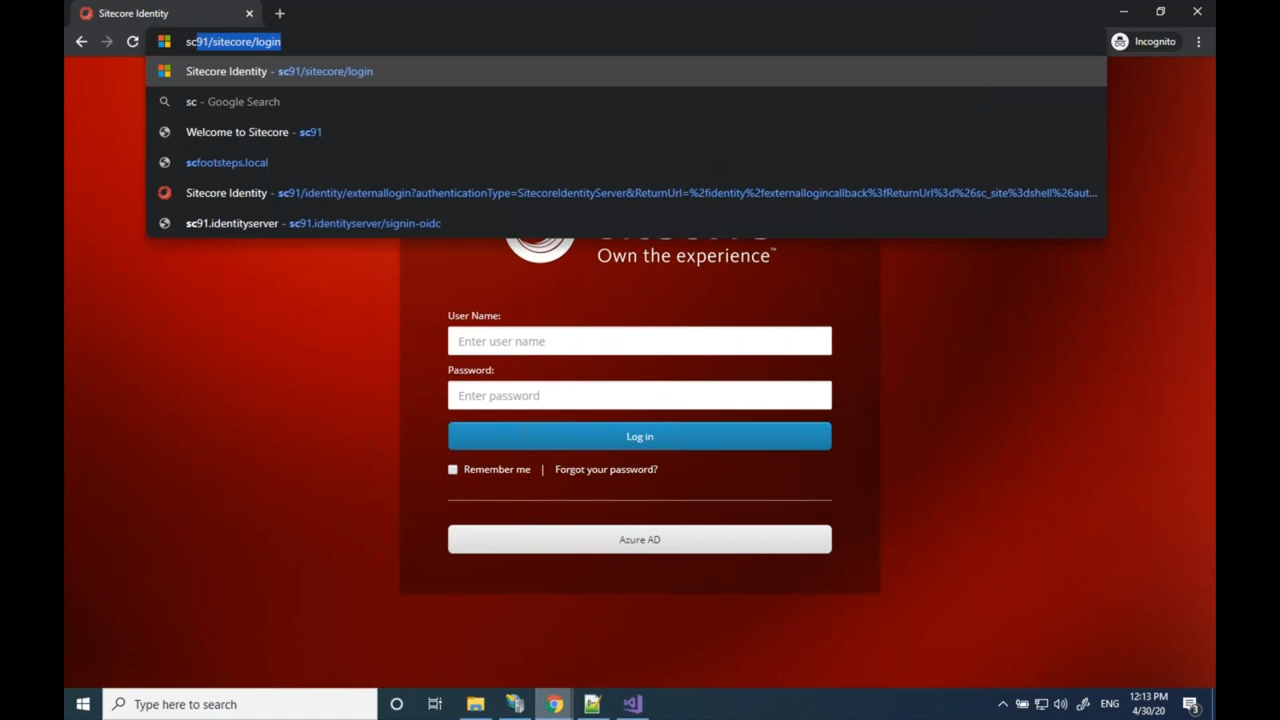 Sitecore Identity
sc91/sitecore/login
Incognito
Sitecore Identity - sc91/sitecore/login
sc - Google Search
Welcome to Sitecore - sc91
scfootsteps.local
Sitecore Identity - sc91/identity/externallogin?authenticationType=SitecoreIdentityServer&ReturnUrl=%2fidentity%2fexternallogincallback%3fReturnUrl%3d%26sc_site%3dshell%26aut...
sc91.identityserver - sc91.identityserver/signin-oidc
Own the experience™
User Name:
Enter user name
Password:
Enter password
Log in
Remember me | Forgot your password?
Azure AD
Type here to search
ENG
12:13 PM
4/30/20
3